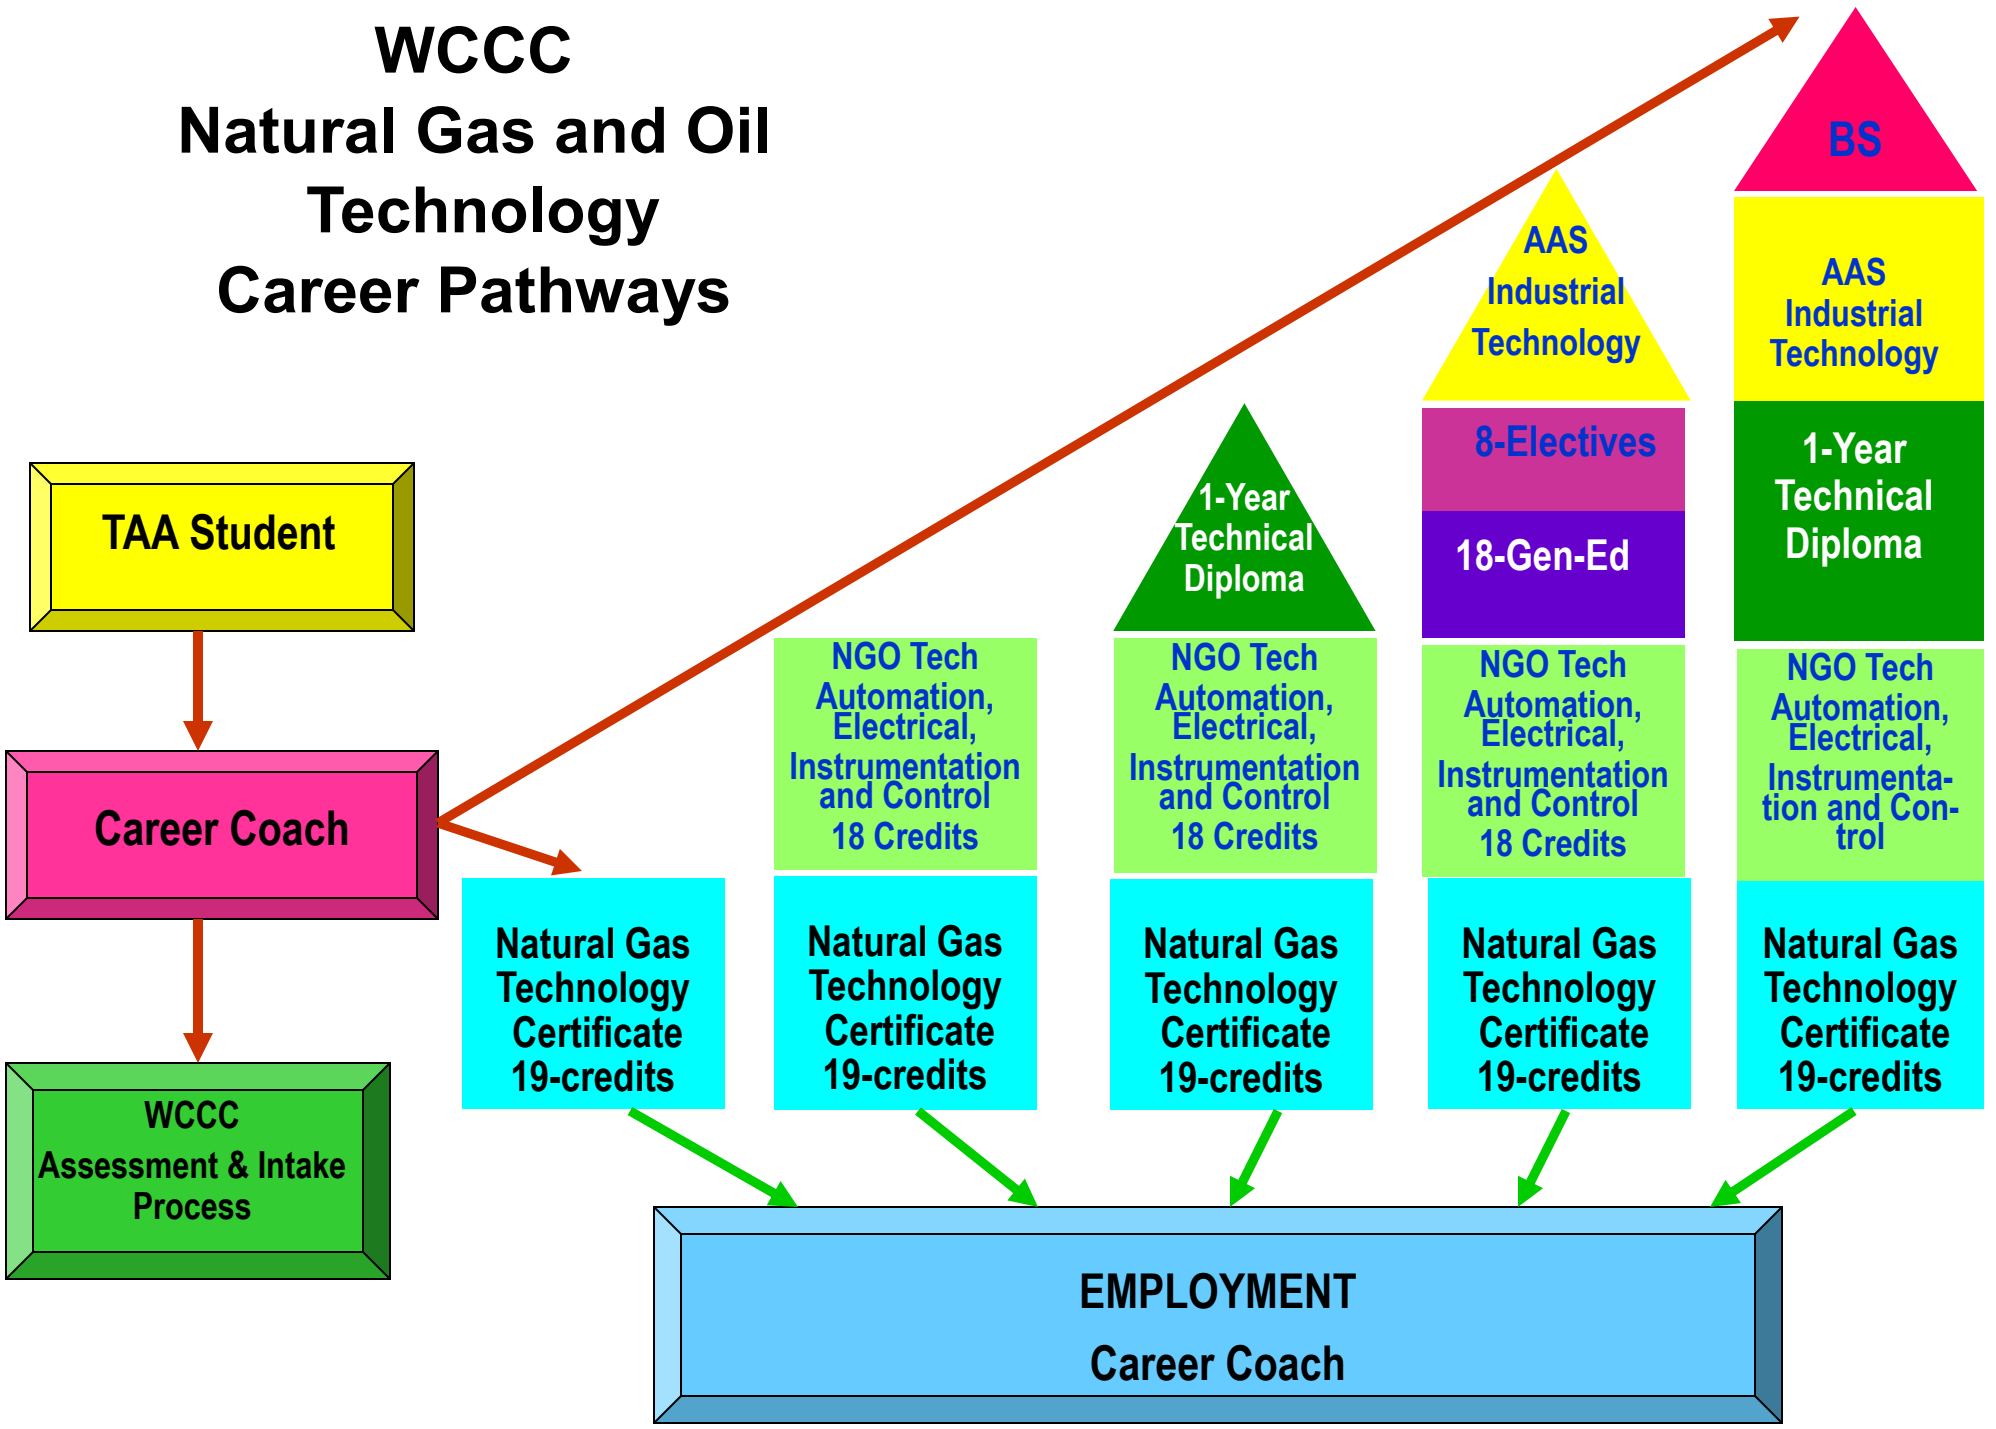 WCCC
Natural Gas and Oil
Technology
Career Pathways
TAA Student
Career Coach
WCCC
Assessment & Intake
Process
Natural Gas
Technology
Certificate
19-credits
NGO Tech
Automation,
Electrical,
Instrumentation
and Control
18 Credits
Natural Gas
Technology
Certificate
19-credits
1-Year
Technical
Diploma
NGO Tech
Automation,
Electrical,
Instrumentation
and Control
18 Credits
Natural Gas
Technology
Certificate
19-credits
AAS
Industrial
Technology
8-Electives
18-Gen-Ed
NGO Tech
Automation,
Electrical,
Instrumentation
and Control
18 Credits
Natural Gas
Technology
Certificate
19-credits
BS
AAS
Industrial
Technology
1-Year
Technical
Diploma
NGO Tech
Automation,
Electrical,
Instrumenta-
tion and Con-
trol
Natural Gas
Technology
Certificate
19-credits
EMPLOYMENT
Career Coach